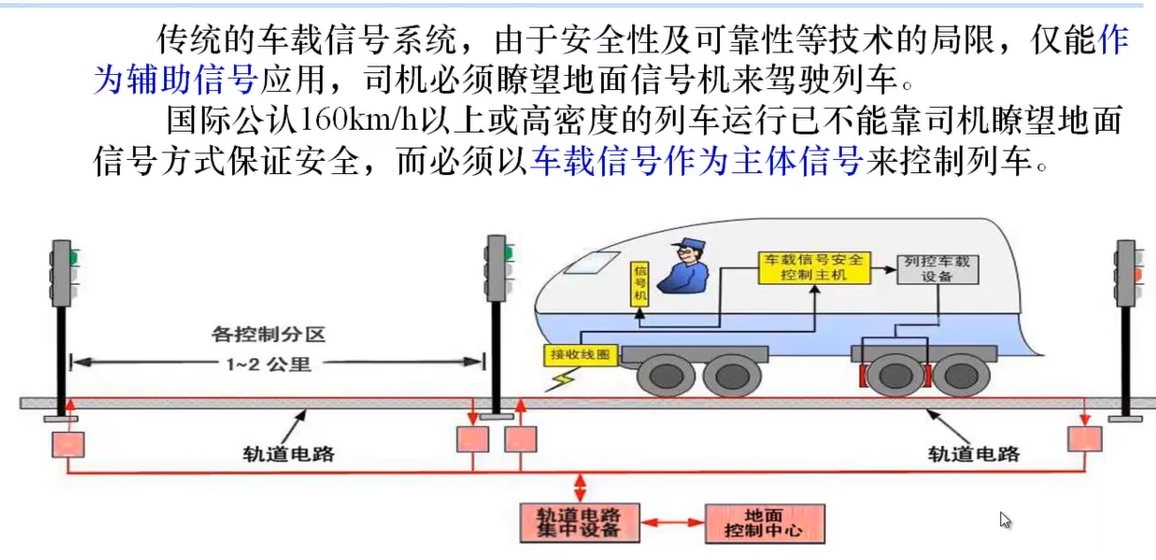 传统的车载信号系统，由于安全性及可靠性等技术的局限，仅能作
为辅助信号应用，司机必须瞭望地面信号机来驾驶列车。
国际公认160km/h以上或高密度的列车运行已不能靠司机瞭望地面
信号方式保证安全，而必须以车载信号作为主体信号来控制列车。
信号机
车载信号安全
控制主机
列控车载
设备
各控制分区
1~2 公里
接收线圈
轨道电路
轨道电路
轨道电路
集中设备
地面
控制中心